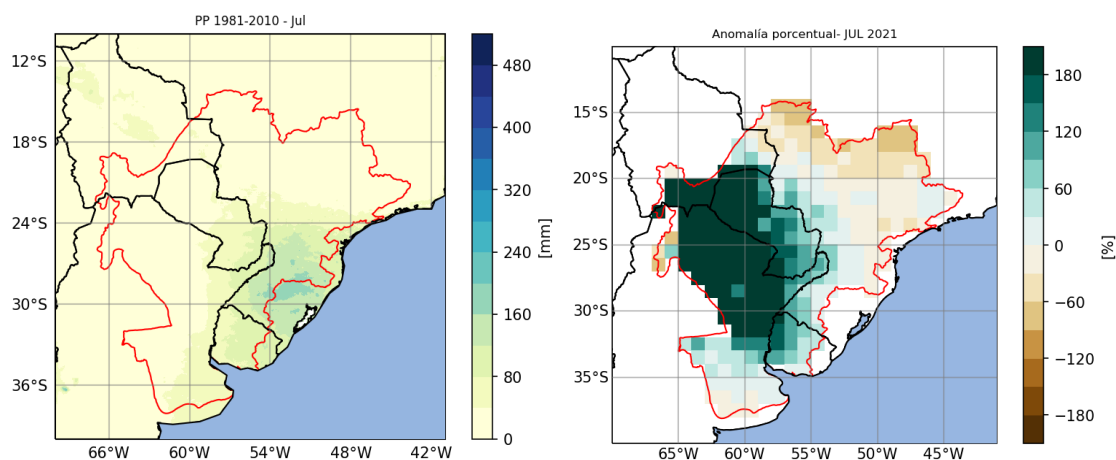 PP 1981-2010 - Jul
12°S
18°S
24°S
30°S
36°S
66°W 60°W 54°W 48°W 42°W
480
400
320
240
160
80
0
[mm]
Anomalía porcentual- JUL 2021
15°S
20°S
25°S
30°S
35°S
65°W 60°W 55°W 50°W 45°W
180
120
60
0
−60
−120
−180
[%]